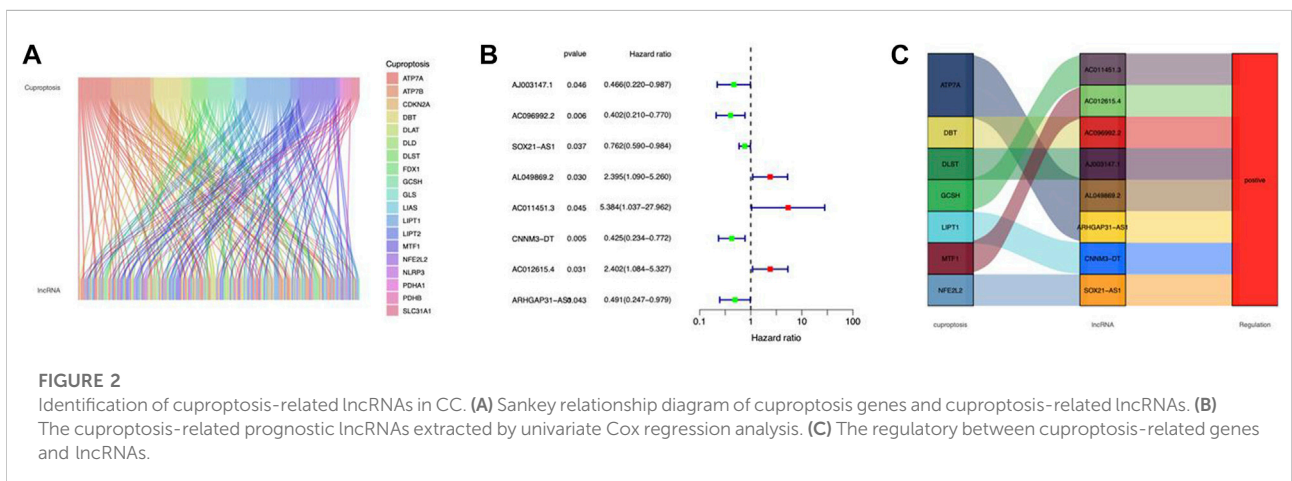 A
Cuproptosis
lncRNA
Cuproptosis
ATP7A
ATP7B
CDKN2A
DBT
DLAT
DLD
DLST
FDX1
GCSH
GLS
LIAS
LIPT1
LIPT2
MTF1
NFE2L2
NLRP3
PDHA1
PDHB
SLC31A1
B
pvalue Hazard ratio
AJ003147.1 0.046 0.466(0.220−0.987)
AC096992.2 0.006 0.402(0.210−0.770)
SOX21−AS1 0.037 0.762(0.590−0.984)
AL049869.2 0.030 2.395(1.090−5.260)
AC011451.3 0.045 5.384(1.037−27.962)
CNNM3−DT 0.005 0.425(0.234−0.772)
AC012615.4 0.031 2.402(1.084−5.327)
ARHGAP31−AS1 0.043 0.491(0.247−0.979)
0.1 1 10 100
Hazard ratio
C
ATP7A
DBT
DLST
GCSH
LIPT1
MTF1
NFE2L2
AC011451.3
AC012615.4
AC096992.2
AJ003147.1
AL049869.2
ARHGAP31−AS1
CNNM3−DT
SOX21−AS1
postive
cuproptosis lncRNA Regulation
FIGURE 2
Identification of cuproptosis-related lncRNAs in CC. (A) Sankey relationship diagram of cuproptosis genes and cuproptosis-related lncRNAs. (B)
The cuproptosis-related prognostic lncRNAs extracted by univariate Cox regression analysis. (C) The regulatory between cuproptosis-related genes
and lncRNAs.